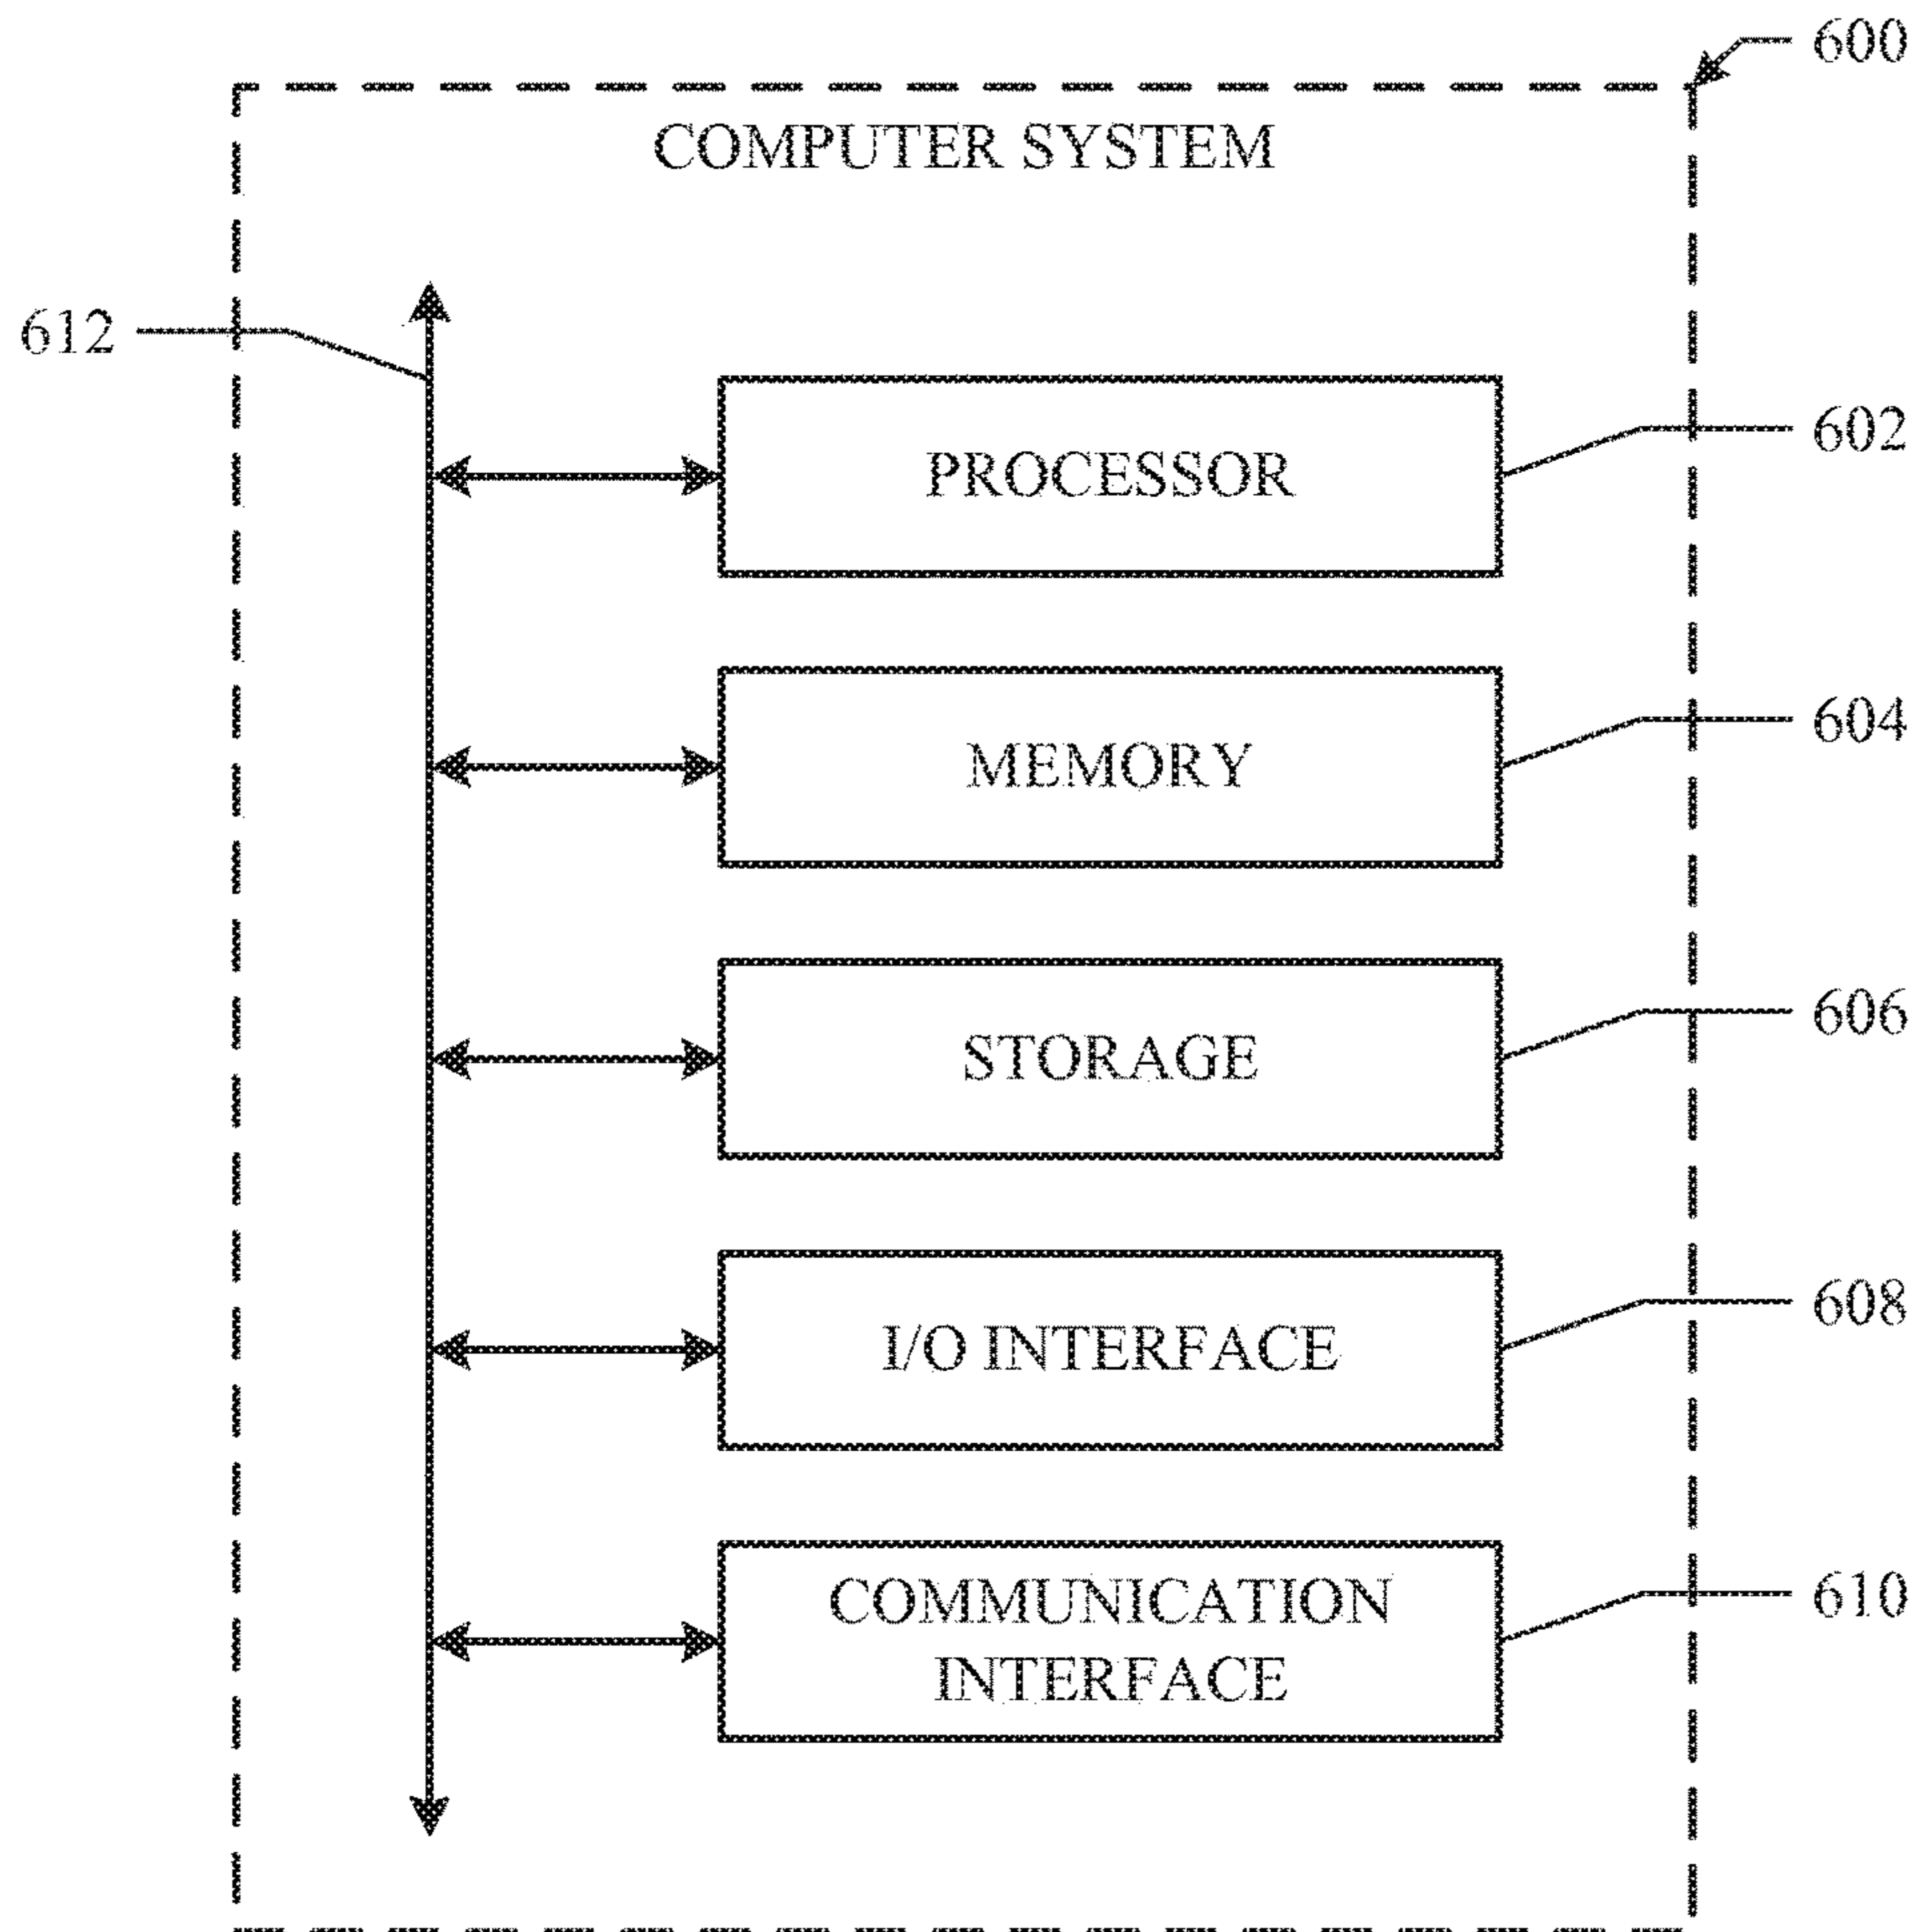 600
COMPUTER SYSTEM
612
PROCESSOR
602
MEMORY
604
STORAGE
606
I/O INTERFACE
608
COMMUNICATION
INTERFACE
610